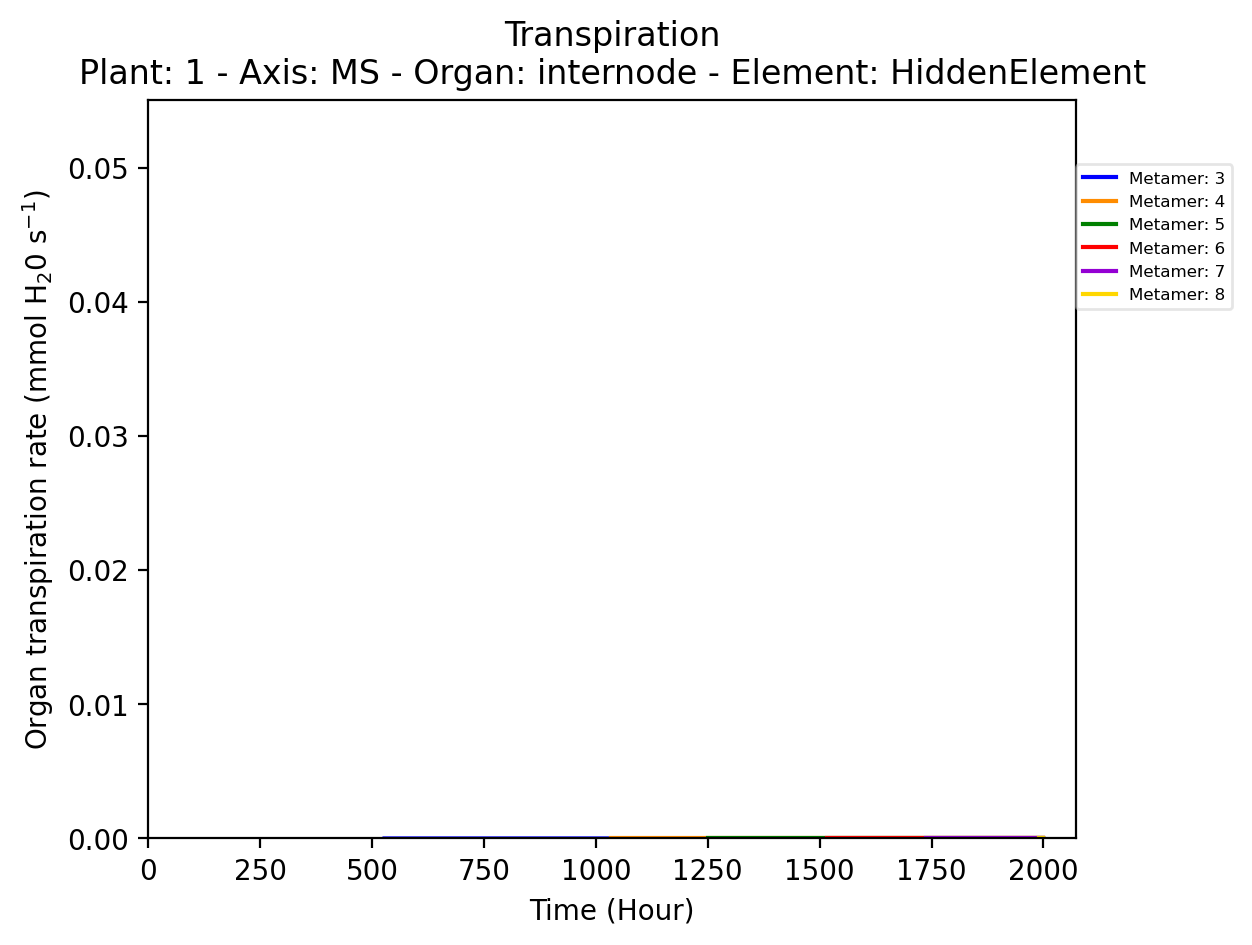 Transpiration
Plant: 1 - Axis: MS - Organ: internode - Element: HiddenElement
Organ transpiration rate (mmol H₂0 s⁻¹)
0.05
0.04
0.03
0.02
0.01
0.00
Metamer: 3
Metamer: 4
Metamer: 5
Metamer: 6
Metamer: 7
Metamer: 8
0 250 500 750 1000 1250 1500 1750 2000
Time (Hour)